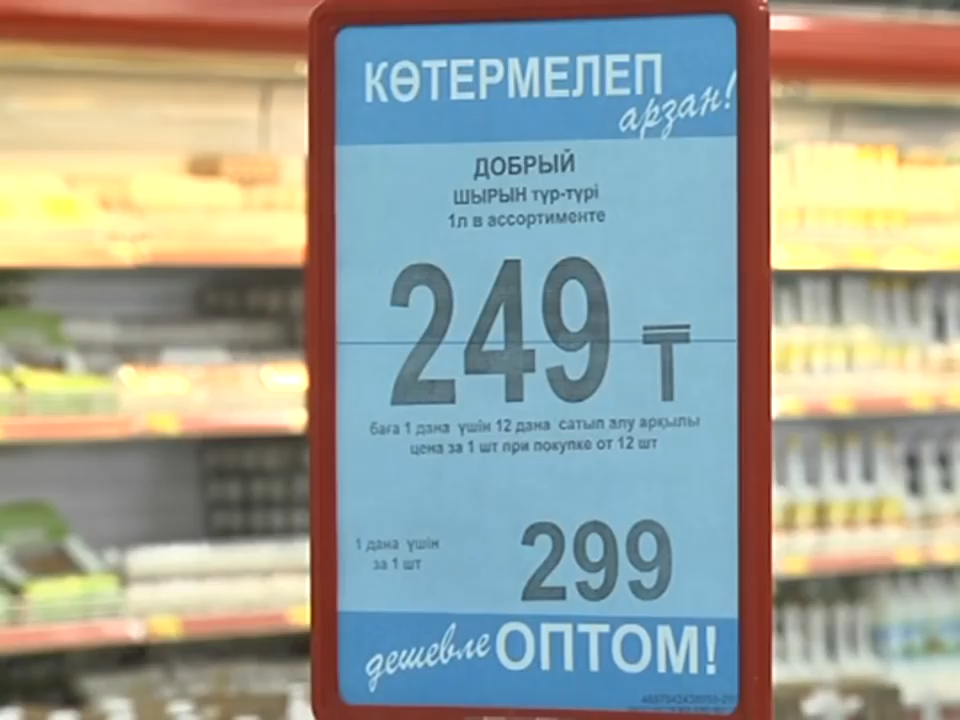 КӨТЕРМЕЛЕП
арзан!
ДОБРЫЙ
ШЫРЫН түр-түрі
1л в ассортименте
249 ₸
баға 1 дана үшін 12 дана сатып алу арқылы
цена за 1 шт при покупке от 12 шт
1 дана үшін
за 1 шт
299
дешевле ОПТОМ!